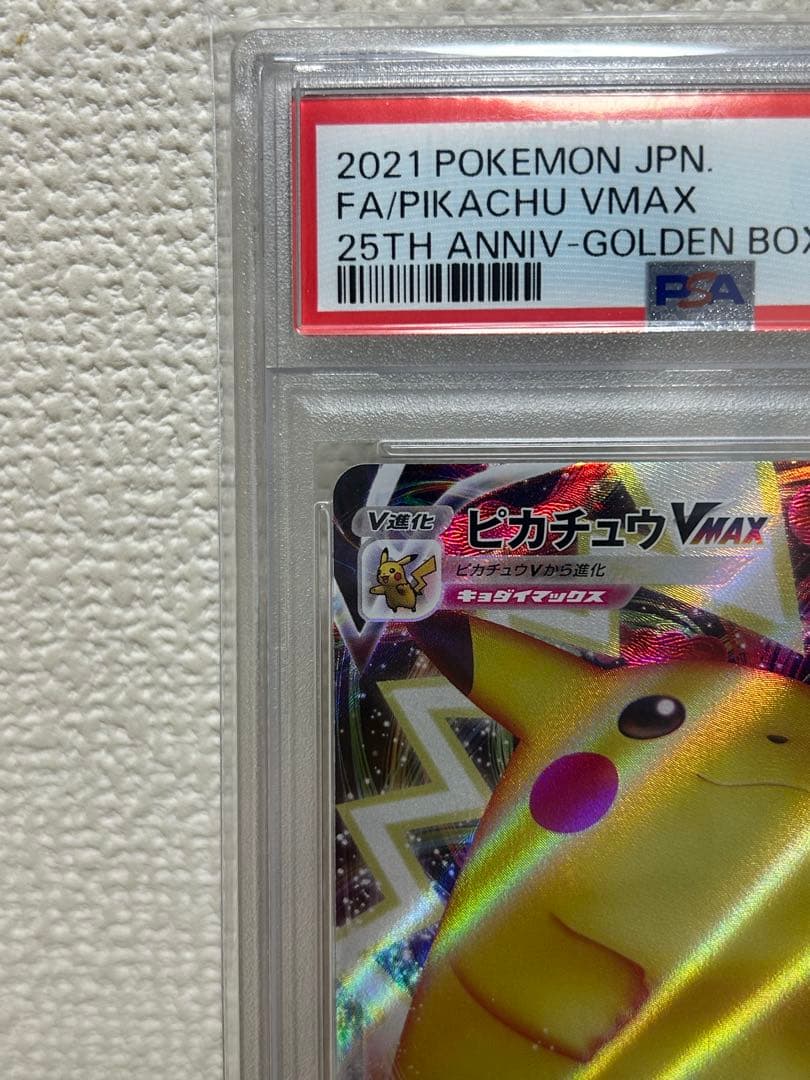 2021 POKEMON JPN.
FA/PIKACHU VMAX
25TH ANNIV-GOLDEN BOX
PSA
V進化
ピカチュウVMAX
ピカチュウVから進化
キョダイマックス